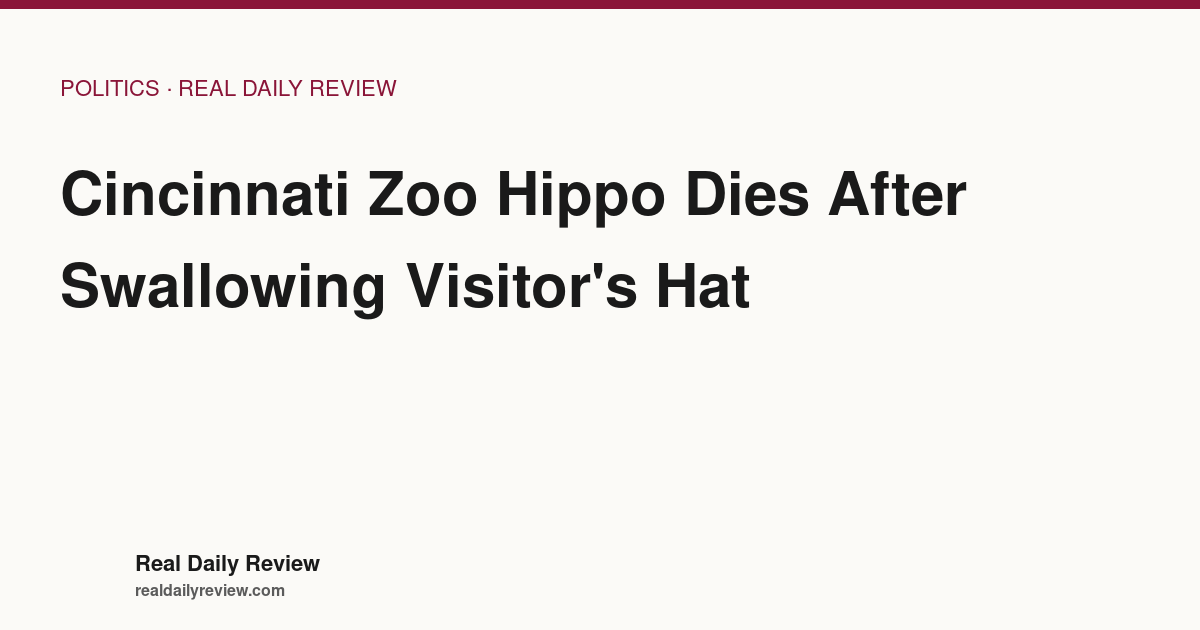 POLITICS · REAL DAILY REVIEW
Cincinnati Zoo Hippo Dies After
Swallowing Visitor's Hat
Real Daily Review
realdailyreview.com